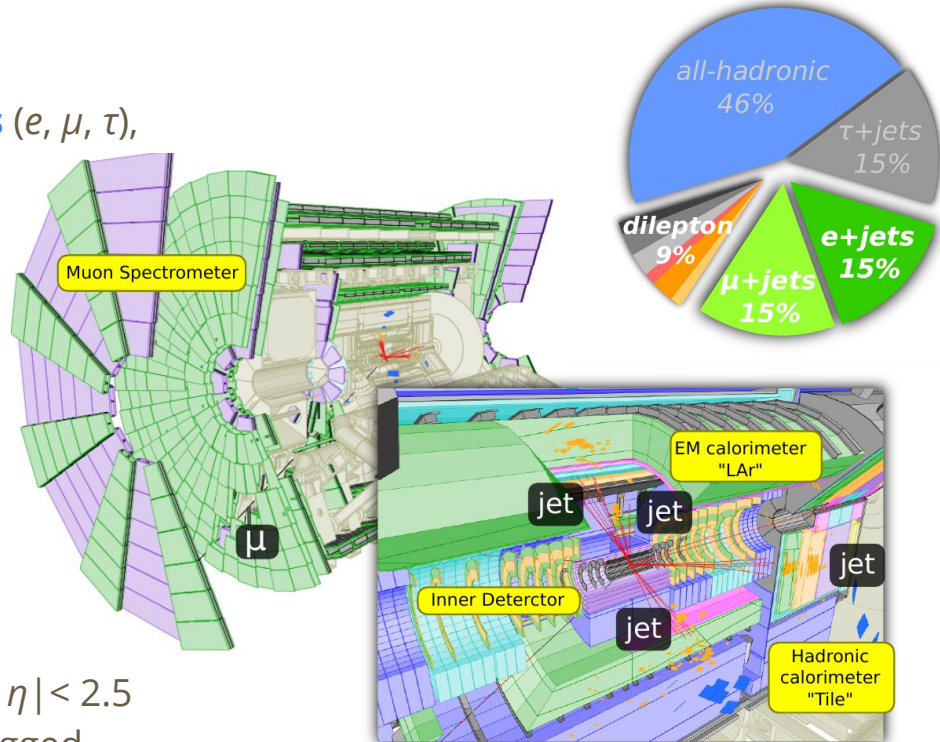 (e, μ, τ),
all-hadronic
46%
τ+jets
15%
dilepton
9%
e+jets
15%
μ+jets
15%
Muon Spectrometer
EM calorimeter
"LAr"
jet
jet
μ
jet
Inner Deterctor
jet
Hadronic
calorimeter
"Tile"
η|< 2.5